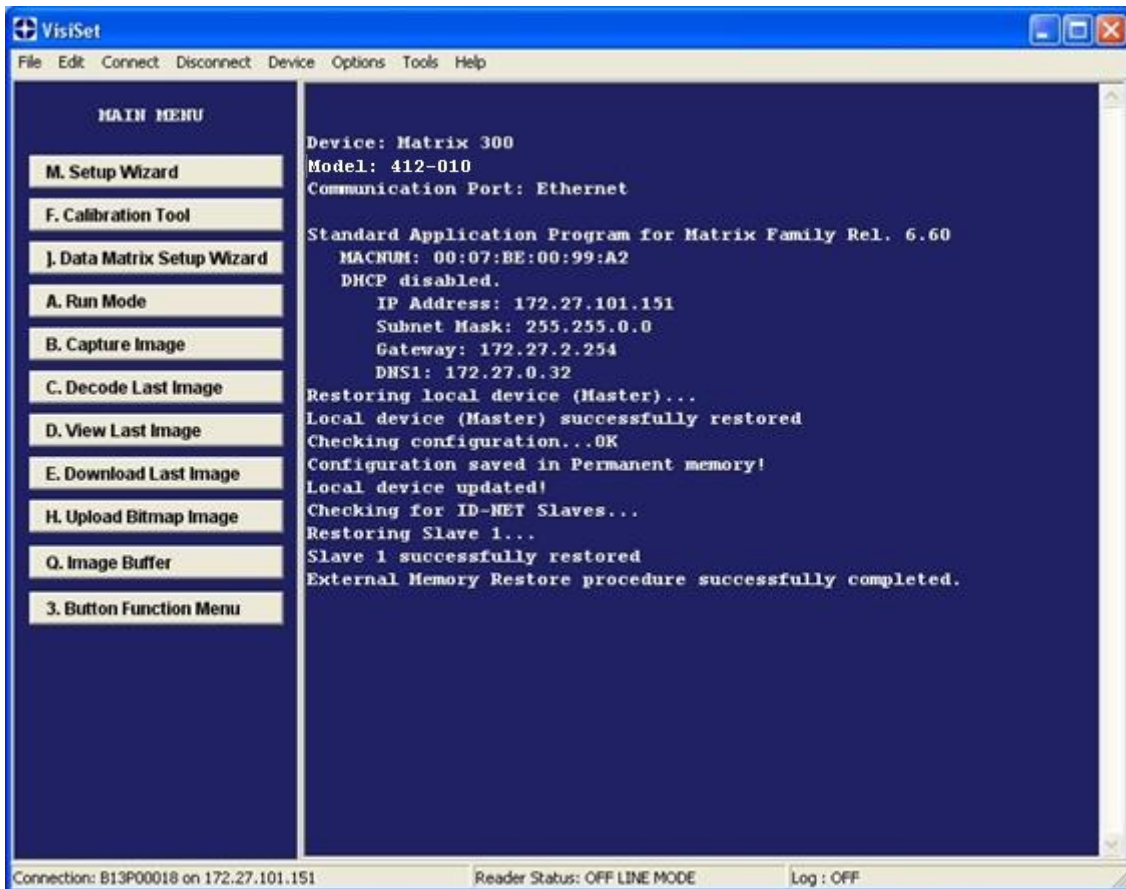 VisiSet
File Edit Connect Disconnect Device Options Tools Help
MAIN MENU
M. Setup Wizard
F. Calibration Tool
]. Data Matrix Setup Wizard
A. Run Mode
B. Capture Image
C. Decode Last Image
D. View Last Image
E. Download Last Image
H. Upload Bitmap Image
Q. Image Buffer
3. Button Function Menu
Device: Matrix 300
Model: 412-010
Communication Port: Ethernet
Standard Application Program for Matrix Family Rel. 6.60
MACNUM: 00:07:BE:00:99:A2
DHCP disabled.
IP Address: 172.27.101.151
Subnet Mask: 255.255.0.0
Gateway: 172.27.2.254
DNS1: 172.27.0.32
Restoring local device (Master)...
Local device (Master) successfully restored
Checking configuration...OK
Configuration saved in Permanent memory!
Local device updated!
Checking for ID-NET Slaves...
Restoring Slave 1...
Slave 1 successfully restored
External Memory Restore procedure successfully completed.
Connection: B13P00018 on 172.27.101.151 Reader Status: OFF LINE MODE Log : OFF